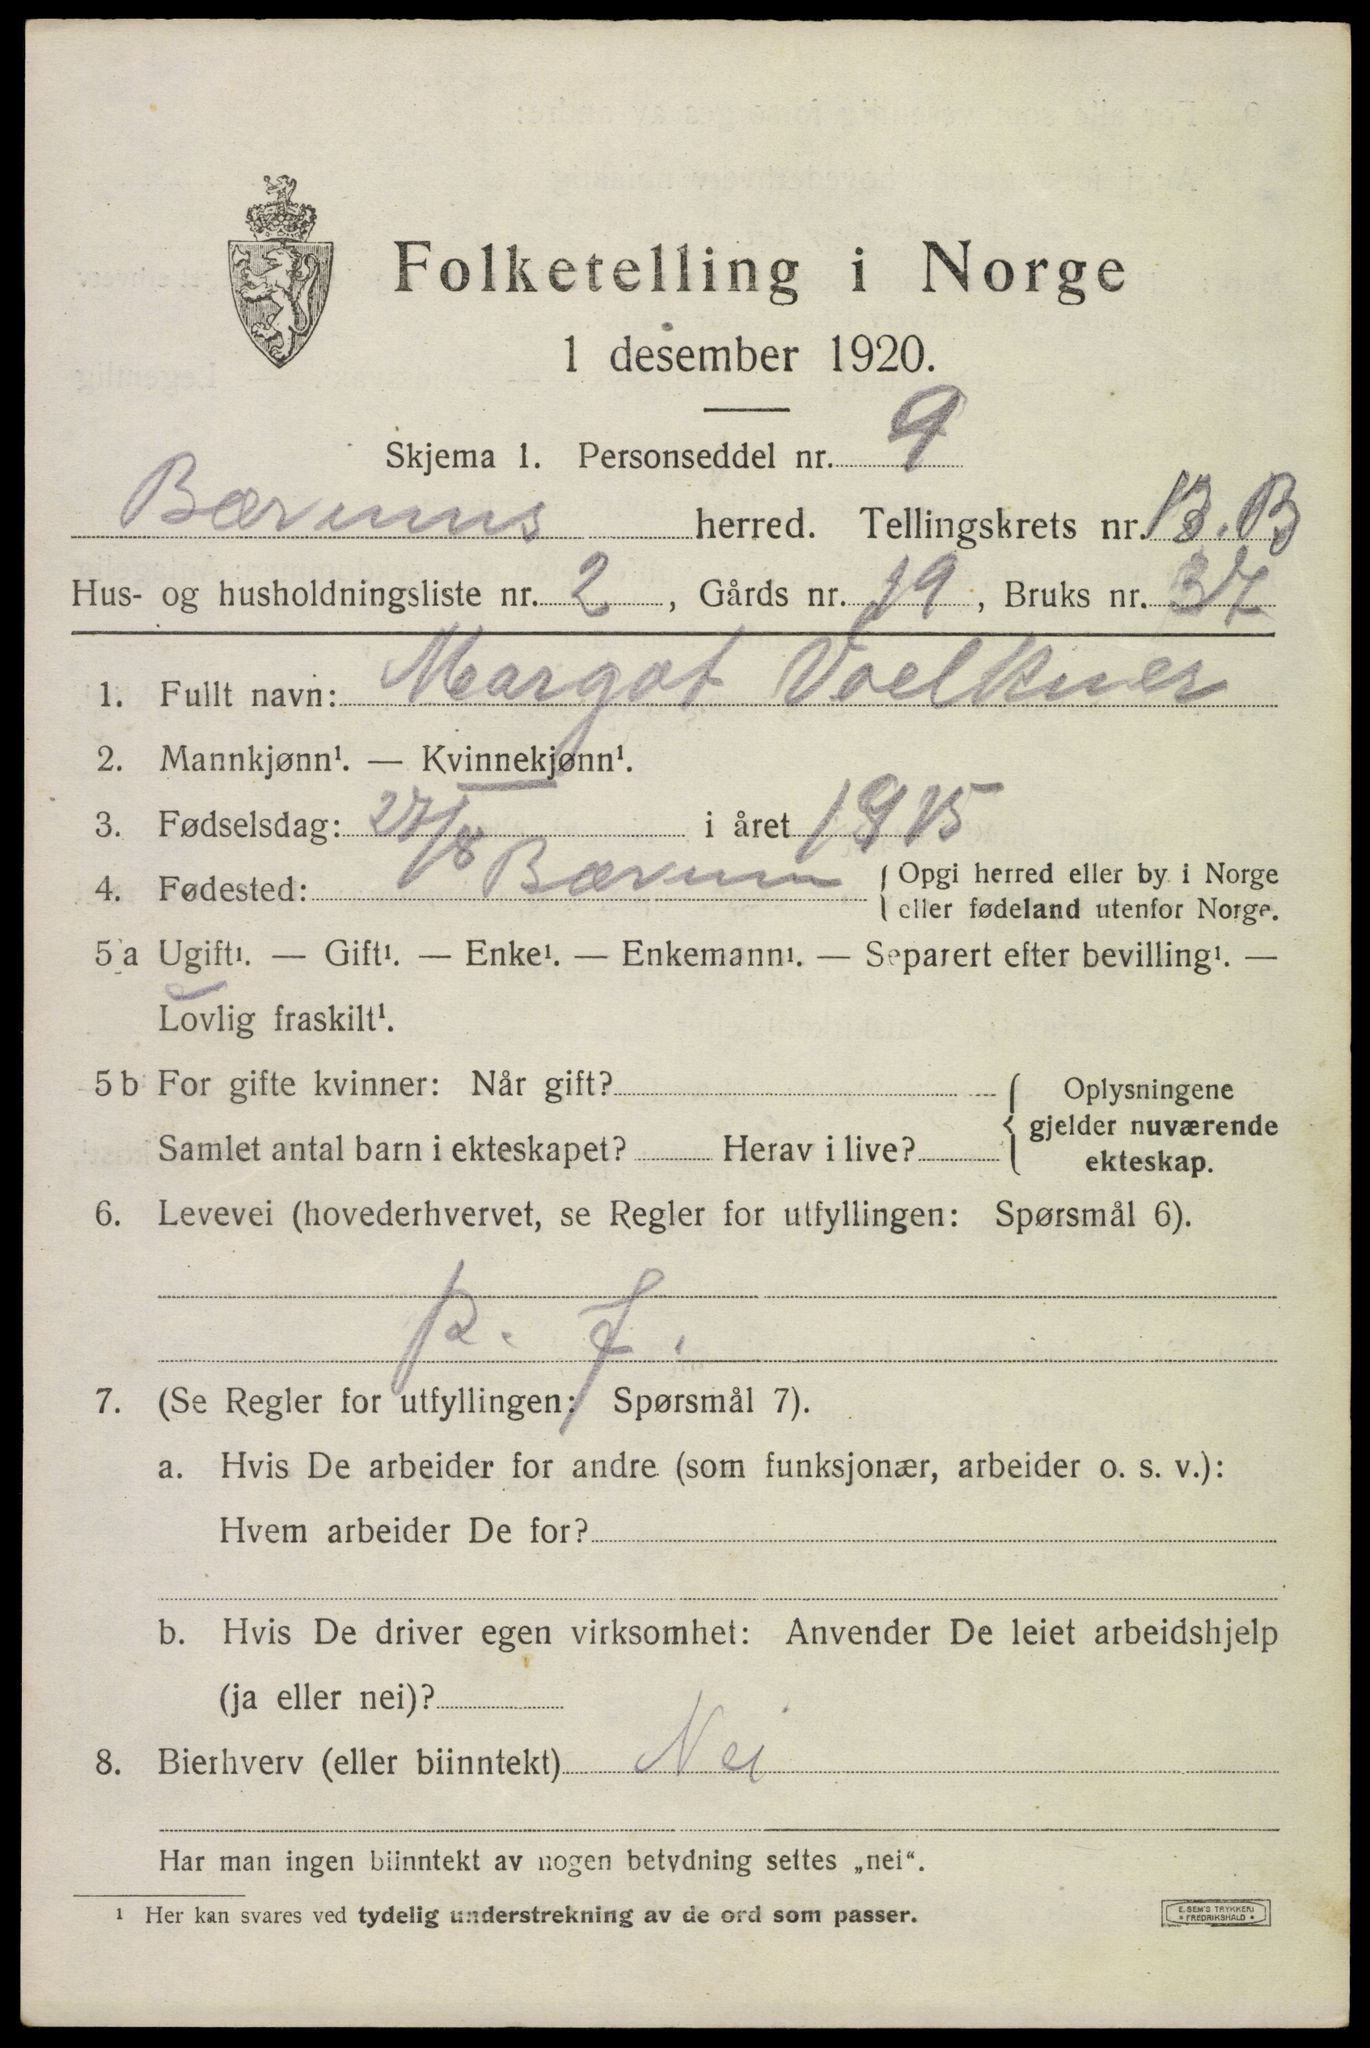 Folketelling i Norge
1 desember 1920.
Skjema 1. Personseddel nr. 9
Bærums herred. Tellingskrets nr. 13.B
Hus- og husholdningsliste nr. 2, Gårds nr. 19, Bruks nr. 37
1. Fullt navn: Margot Voelkner
2. Mannkjønn¹. — Kvinnekjønn¹.
3. Fødselsdag: 27/8 i året 1915
4. Fødested: Bærum { Opgi herred eller by i Norge
eller fødeland utenfor Norge.
5 a Ugift¹. — Gift¹. — Enke¹. — Enkemann¹. — Separert efter bevilling¹. —
Lovlig fraskilt¹.
5 b For gifte kvinner: Når gift? { Oplysningene
gjelder nuværende
Samlet antal barn i ekteskapet? Herav i live? ekteskap.
6. Levevei (hovederhvervet, se Regler for utfyllingen: Spørsmål 6).
7. (Se Regler for utfyllingen: Spørsmål 7).
a. Hvis De arbeider for andre (som funksjonær, arbeider o. s. v.):
Hvem arbeider De for?
b. Hvis De driver egen virksomhet: Anvender De leiet arbeidshjelp
(ja eller nei)?
8. Bierhverv (eller biinntekt) Nei
Har man ingen biinntekt av nogen betydning settes „nei“.
¹ Her kan svares ved tydelig understrekning av de ord som passer.
E. SEM'S TRYKKERI
• FREDRIKSHALD •